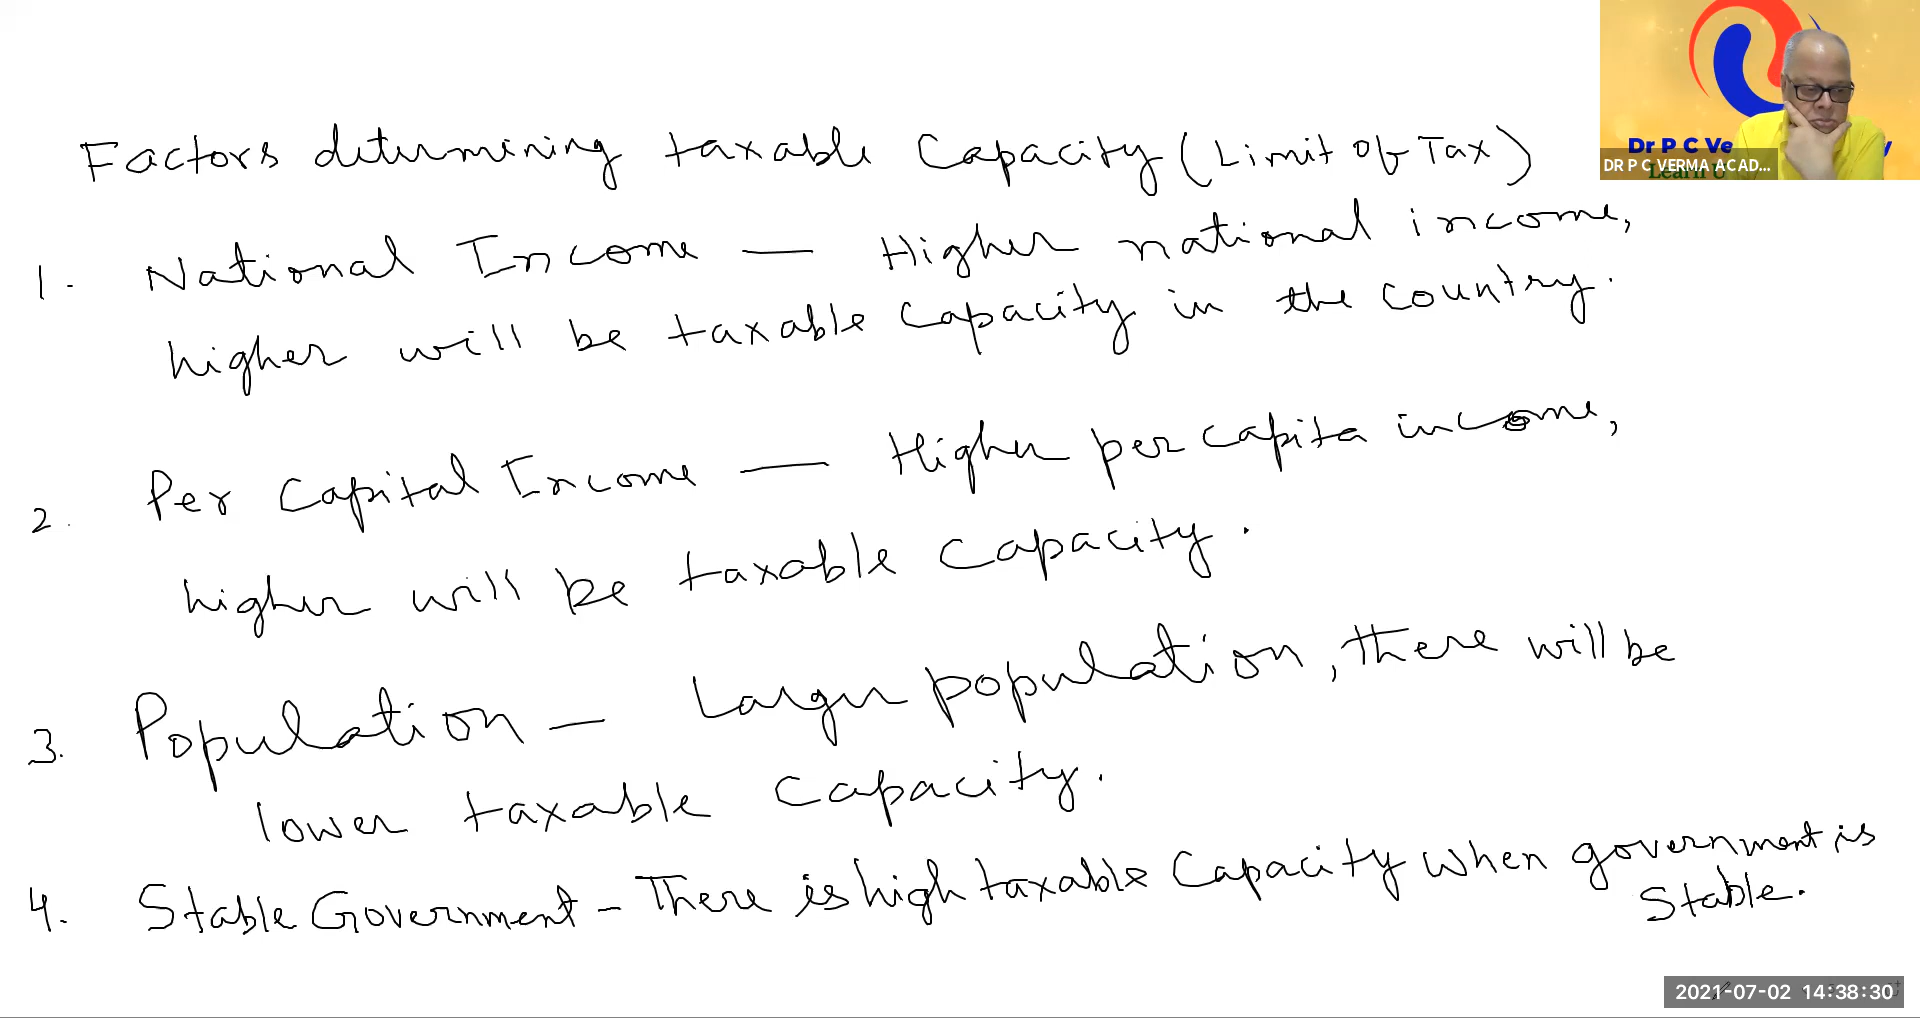 Factors determining taxable Capacity (Limit of Tax)
1. National Income — Higher national income,
higher will be taxable capacity in the country.
2. Per Capital Income — Higher per capita income,
higher will be taxable capacity.
3. Population — Larger population, there will be
lower taxable capacity.
4. Stable Government - There is high taxable Capacity when government is
Stable.
Dr P C Ve
y
DR P C VERMA ACAD...
Learn U
2021-07-02 14:38:30